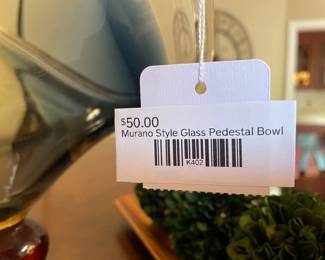 $50.00
Murano Style Glass Pedestal Bowl
K402